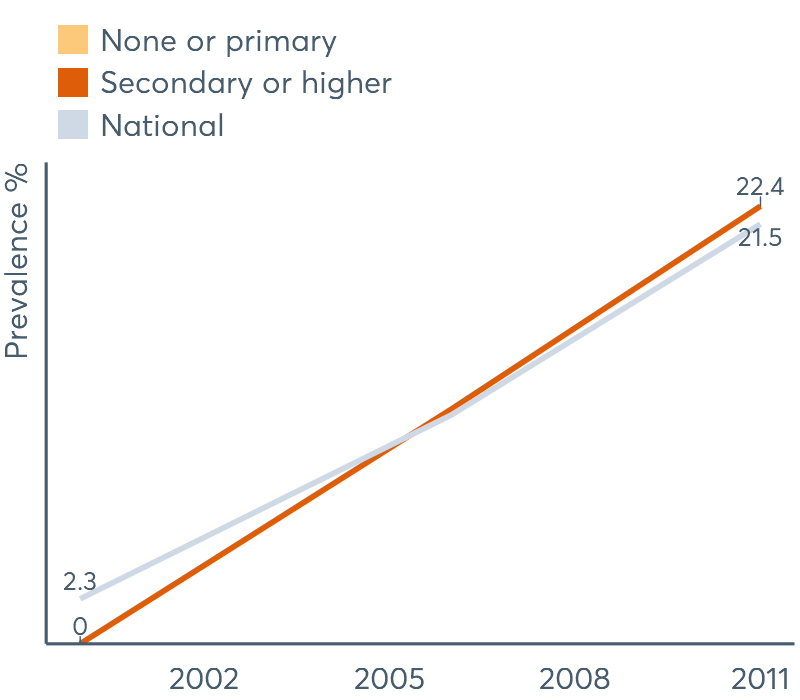 None or primary
Secondary or higher
National
Prevalence %
22.4
21.5
2.3
0
2002 2005 2008 2011